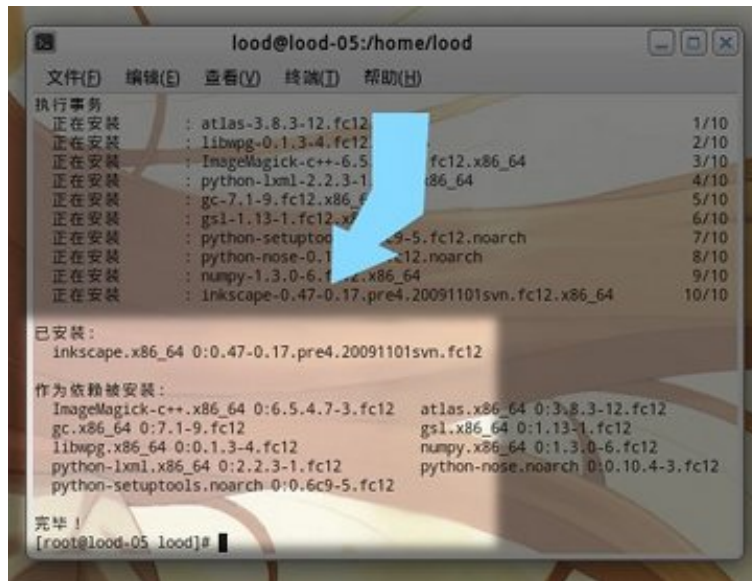 lood@lood-05:/home/lood
文件(F) 编辑(E) 查看(V) 终端(T) 帮助(H)
执行事务
正在安装 : atlas-3.8.3-12.fc12 1/10
正在安装 : libwpg-0.1.3-4.fc12 2/10
正在安装 : ImageMagick-c++-6.5. fc12.x86_64 3/10
正在安装 : python-lxml-2.2.3-1. x86_64 4/10
正在安装 : gc-7.1-9.fc12.x86_ 5/10
正在安装 : gsl-1.13-1.fc12. 6/10
正在安装 : python-setuptoo c9-5.fc12.noarch 7/10
正在安装 : python-nose-0.1 c12.noarch 8/10
正在安装 : numpy-1.3.0-6.f 2.x86_64 9/10
正在安装 : inkscape-0.47-0.17.pre4.20091101svn.fc12.x86_64 10/10
已安装:
inkscape.x86_64 0:0.47-0.17.pre4.20091101svn.fc12
作为依赖被安装:
ImageMagick-c++.x86_64 0:6.5.4.7-3.fc12 atlas.x86_64 0:3.8.3-12.fc12
gc.x86_64 0:7.1-9.fc12 gsl.x86_64 0:1.13-1.fc12
libwpg.x86_64 0:0.1.3-4.fc12 numpy.x86_64 0:1.3.0-6.fc12
python-lxml.x86_64 0:2.2.3-1.fc12 python-nose.noarch 0:0.10.4-3.fc12
python-setuptools.noarch 0:0.6c9-5.fc12
完毕！
[root@lood-05 lood]#